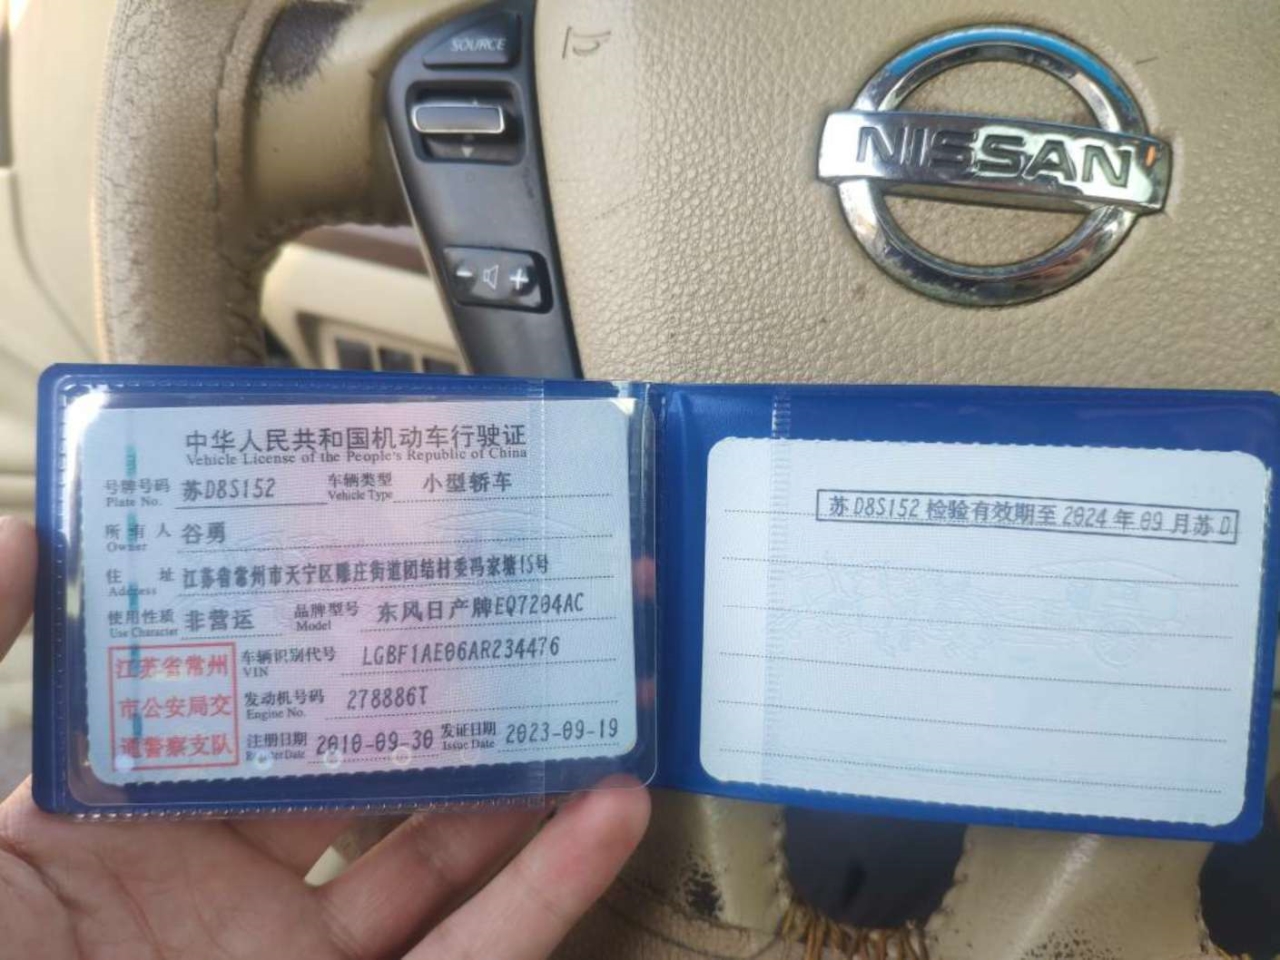 SOURCE
NISSAN
中华人民共和国机动车行驶证
Vehicle License of the People's Republic of China
号牌号码 苏D8S152 车辆类型 小型轿车
Plate No. Vehicle Type
所有人 谷勇
Owner
住址 江苏省常州市天宁区雕庄街道团结村委冯家塘15号
Address
使用性质 非营运 品牌型号 东风日产牌EQ7204AC
Use Character Model
车辆识别代号 LGBF1AE06AR234476
VIN
发动机号码 278886T
Engine No.
注册日期 2010-09-30 发证日期 2023-09-19
Register Date Issue Date
江苏省常州
市公安局交
通警察支队
苏D8S152 检验有效期至2024年09月苏D